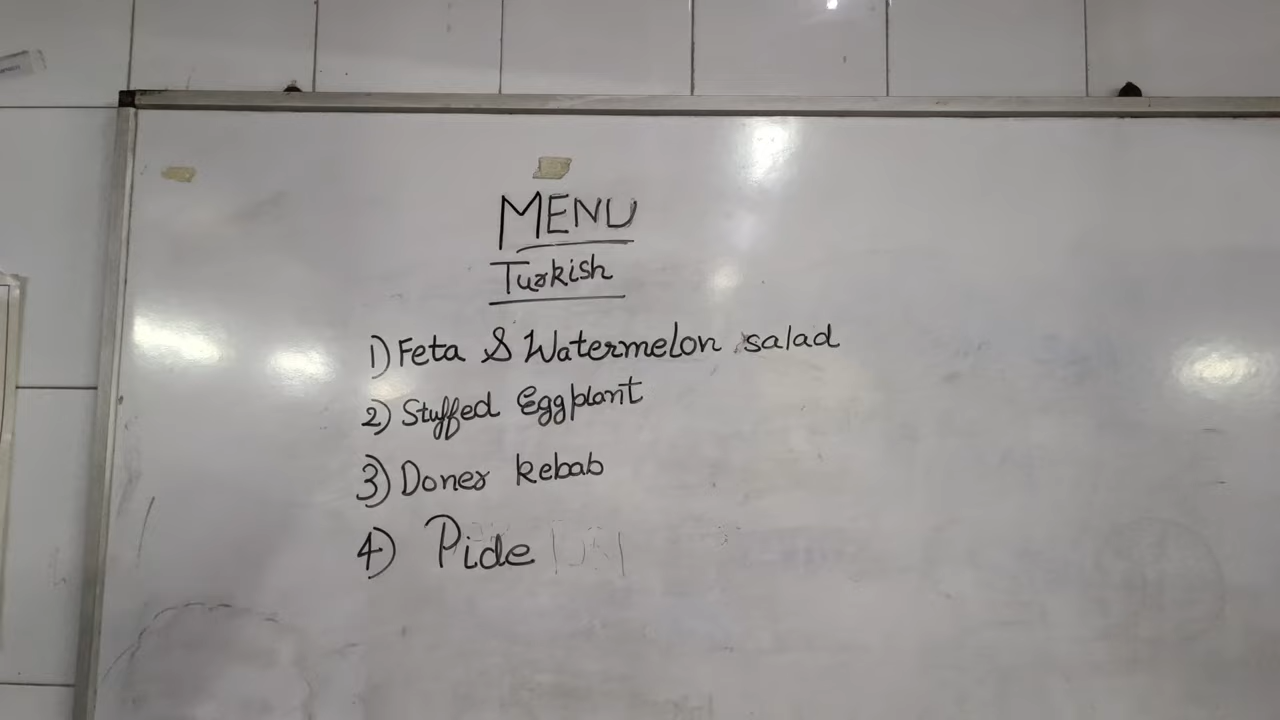 MENU
Turkish
1) Feta & Watermelon salad
2) Stuffed Eggplant
3) Doner kebab
4) Pide